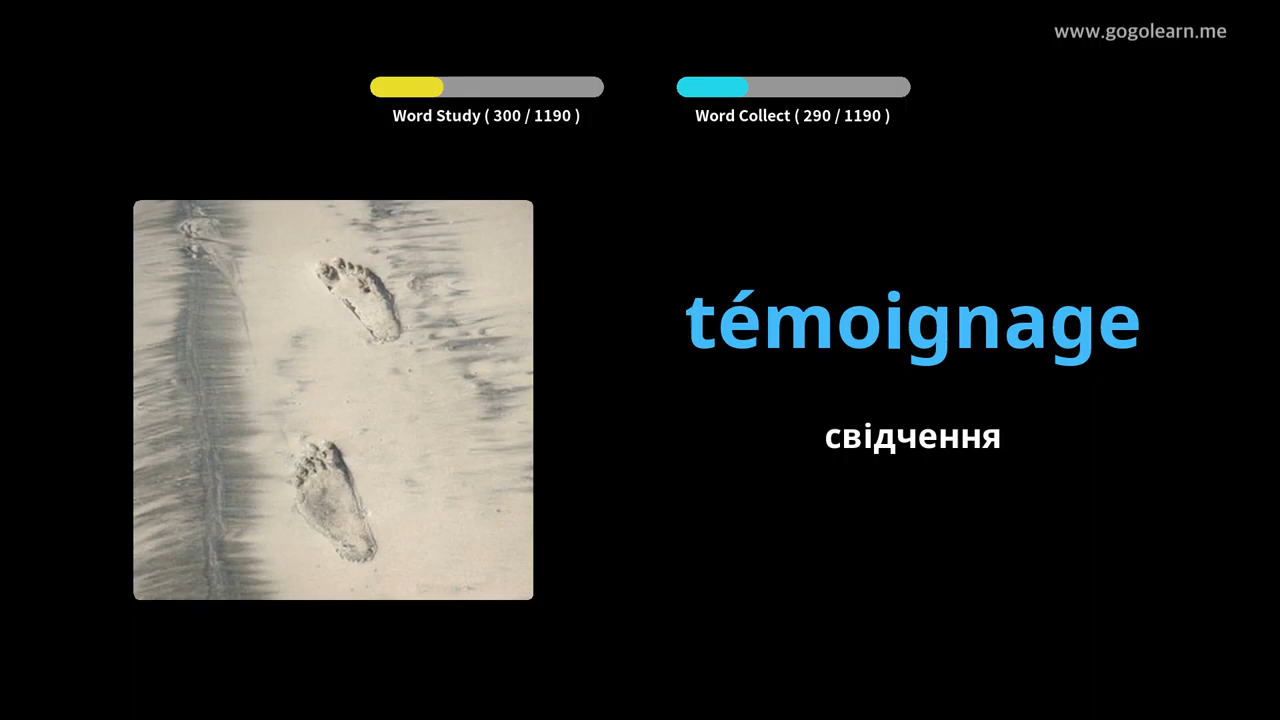 www.gogolearn.me
Word Study ( 300 / 1190 )
Word Collect ( 290 / 1190 )
témoignage
свідчення